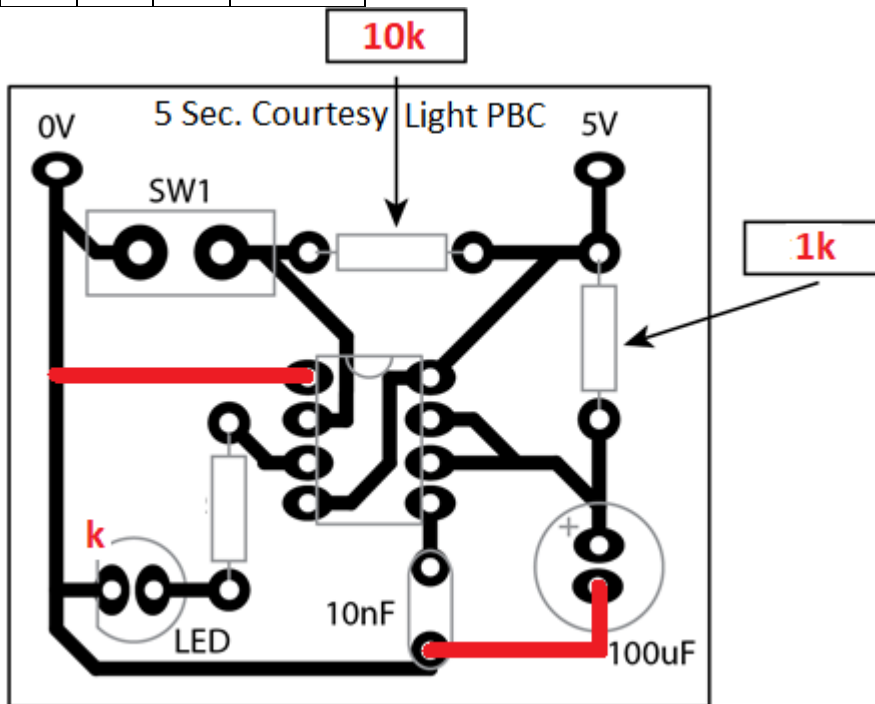 10k
5 Sec. Courtesy Light PBC
0V
5V
SW1
1k
k
+
10nF
LED
100uF